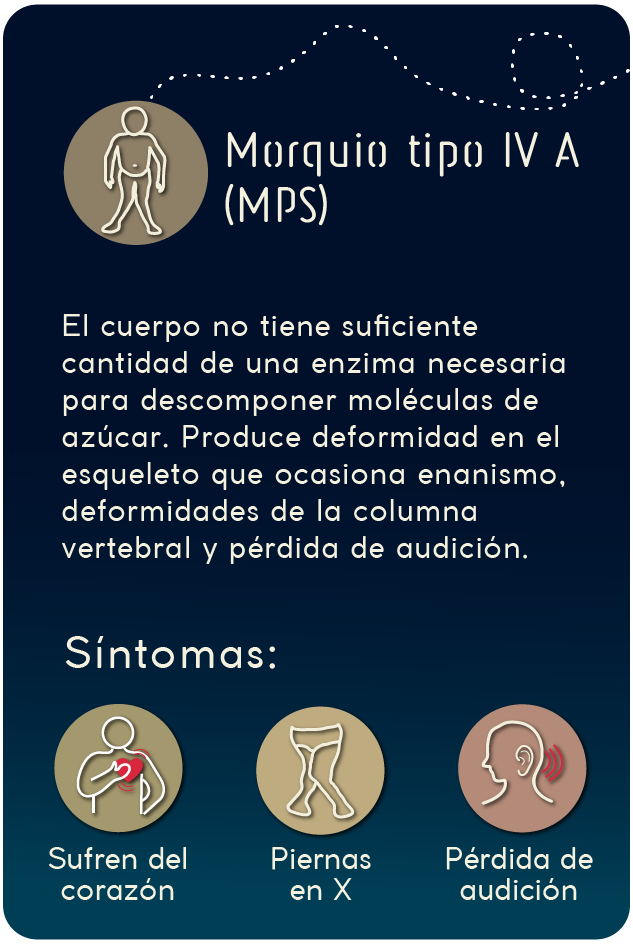 Morquio tipo IV A
(MPS)
El cuerpo no tiene suficiente
cantidad de una enzima necesaria
para descomponer moléculas de
azúcar. Produce deformidad en el
esqueleto que ocasiona enanismo,
deformidades de la columna
vertebral y pérdida de audición.
Síntomas:
Sufren del
corazón
Piernas
en X
Pérdida de
audición